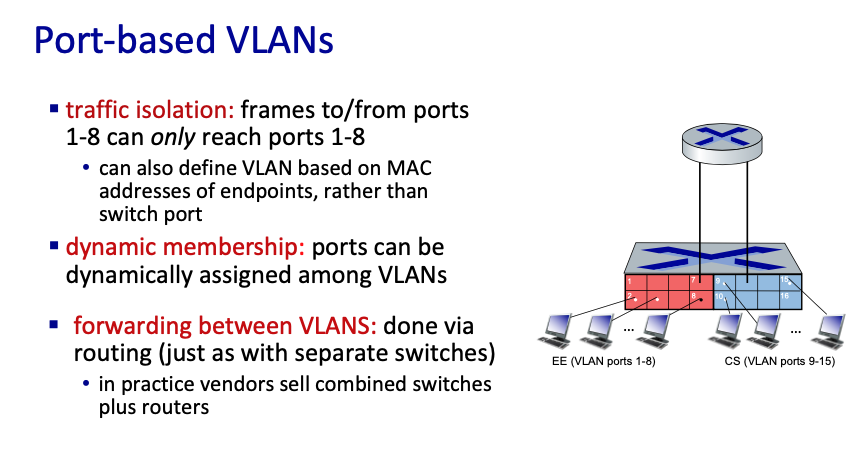 Port-based VLANs
▪ traffic isolation: frames to/from ports
1-8 can only reach ports 1-8
• can also define VLAN based on MAC
addresses of endpoints, rather than
switch port
▪ dynamic membership: ports can be
dynamically assigned among VLANs
▪ forwarding between VLANS: done via
routing (just as with separate switches)
• in practice vendors sell combined switches
plus routers
1 7 9 15
2 8 10 16
... ...
EE (VLAN ports 1-8) CS (VLAN ports 9-15)